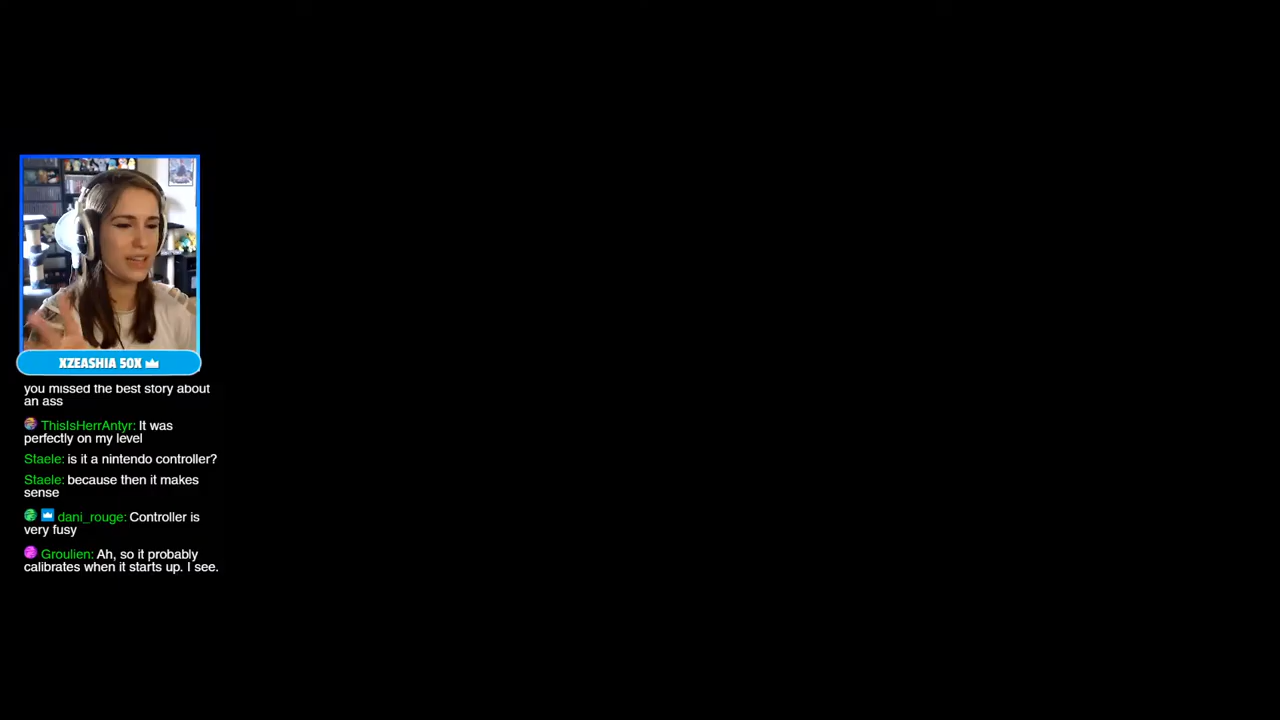 XZEASHIA 50X
you missed the best story about
an ass
ThisIsHerrAntyr: It was
perfectly on my level
Staele: is it a nintendo controller?
Staele: because then it makes
sense
dani_rouge: Controller is
very fusy
Groulien: Ah, so it probably
calibrates when it starts up. I see.